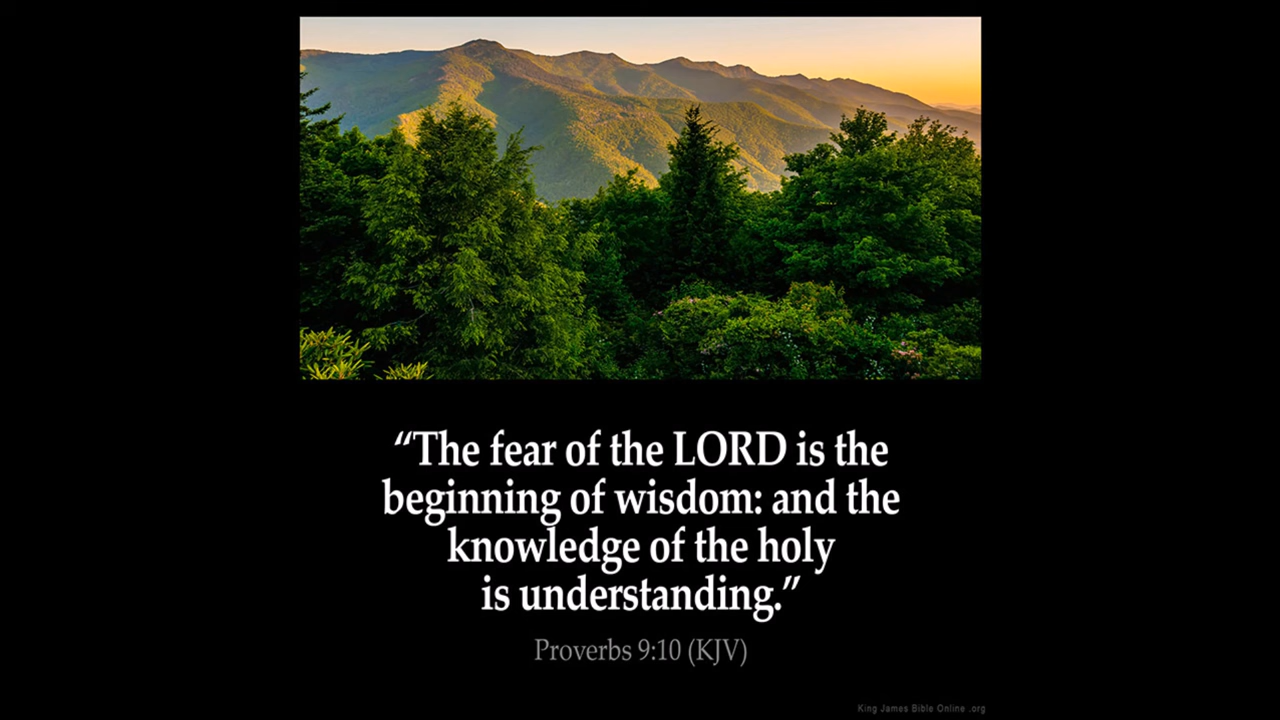 “The fear of the LORD is the
beginning of wisdom: and the
knowledge of the holy
is understanding.”
Proverbs 9:10 (KJV)
King James Bible Online .org